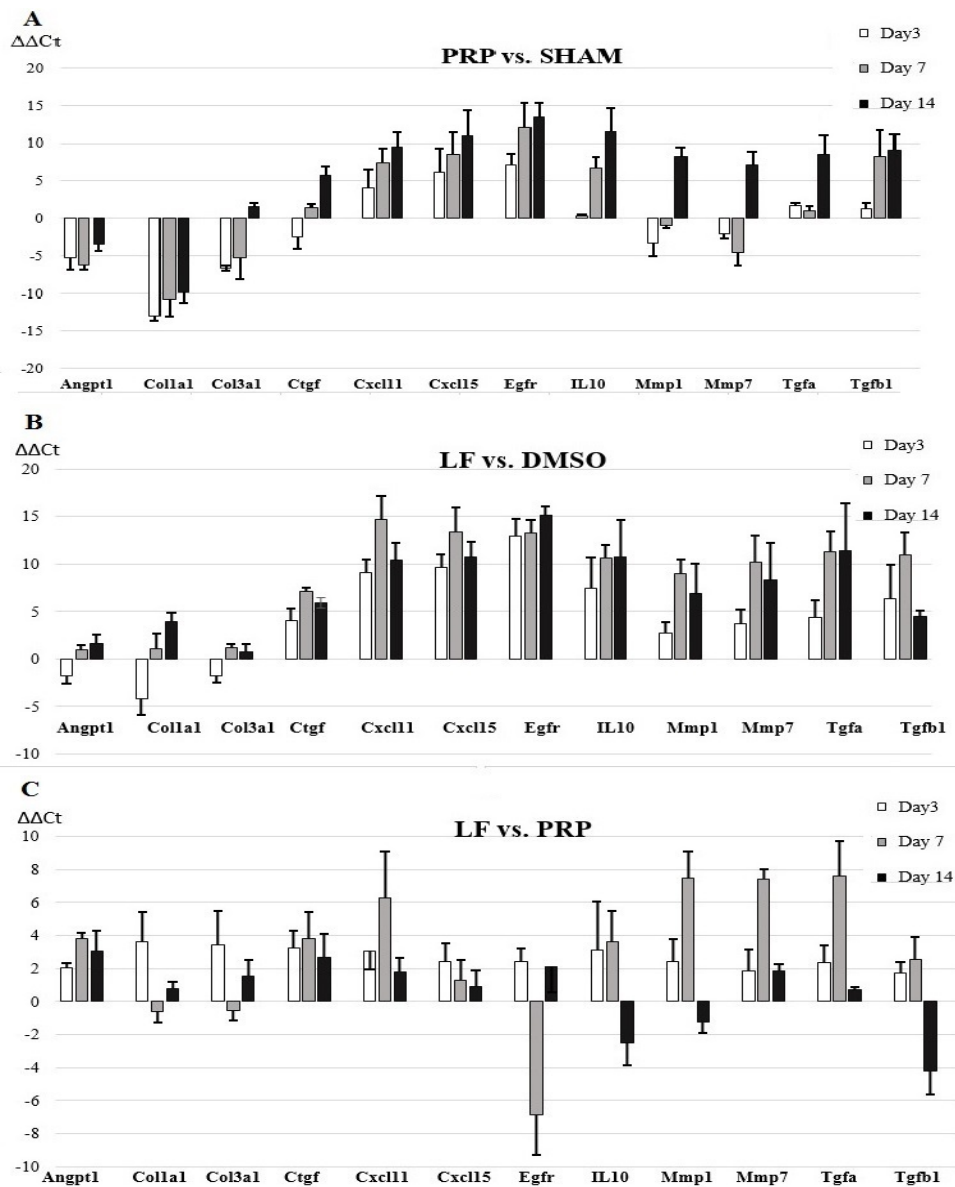 A
ΔΔCt
PRP vs. SHAM
Day3
Day 7
Day 14
20
15
10
5
0
-5
-10
-15
-20
Angpt1 Col1a1 Col3a1 Ctgf Cxcl11 Cxcl15 Egfr IL10 Mmp1 Mmp7 Tgfa Tgfb1
B
ΔΔCt
LF vs. DMSO
Day3
Day 7
Day 14
20
15
10
5
0
-5
-10
Angpt1 Col1a1 Col3a1 Ctgf Cxcl11 Cxcl15 Egfr IL10 Mmp1 Mmp7 Tgfa Tgfb1
C
ΔΔCt
LF vs. PRP
Day3
Day 7
Day 14
10
8
6
4
2
0
-2
-4
-6
-8
-10
Angpt1 Col1a1 Col3a1 Ctgf Cxcl11 Cxcl15 Egfr IL10 Mmp1 Mmp7 Tgfa Tgfb1